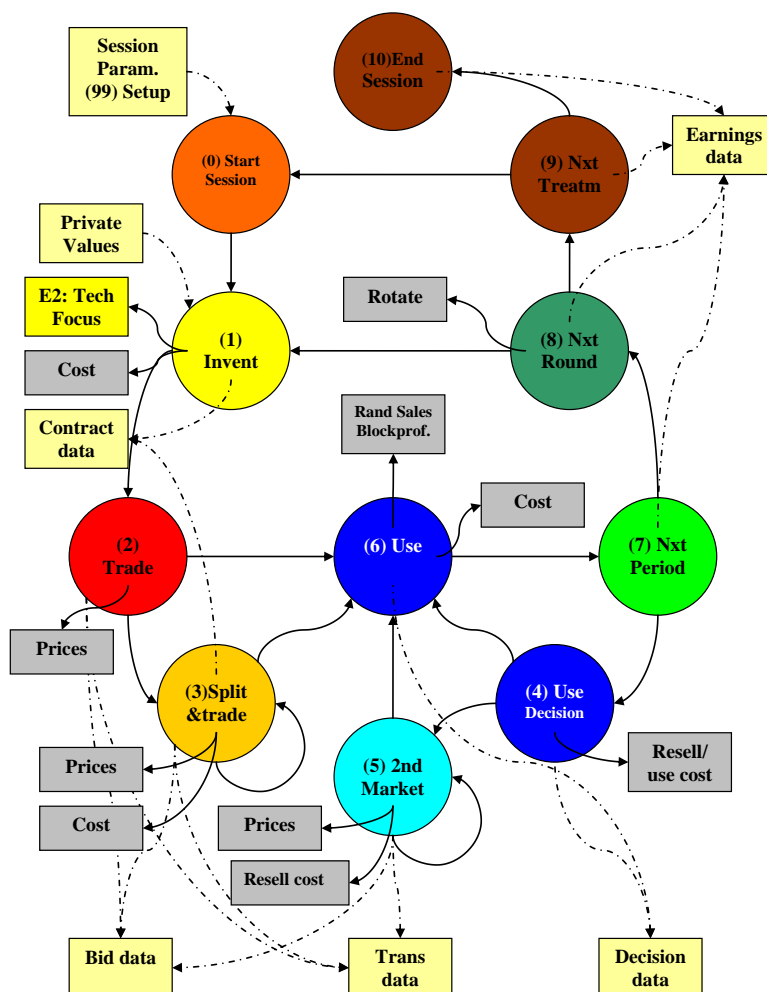 Session
Param.
(99) Setup
(10)End
Session
Earnings
data
(0) Start
Session
(9) Nxt
Treatm
Private
Values
E2: Tech
Focus
Rotate
(1)
Invent
(8) Nxt
Round
Cost
Contract
data
Rand Sales
Blockprof.
Cost
(2)
Trade
(6) Use
(7) Nxt
Period
Prices
(3)Split
&trade
(4) Use
Decision
Prices
(5) 2nd
Market
Resell/
use cost
Cost
Prices
Resell cost
Bid data
Trans
data
Decision
data